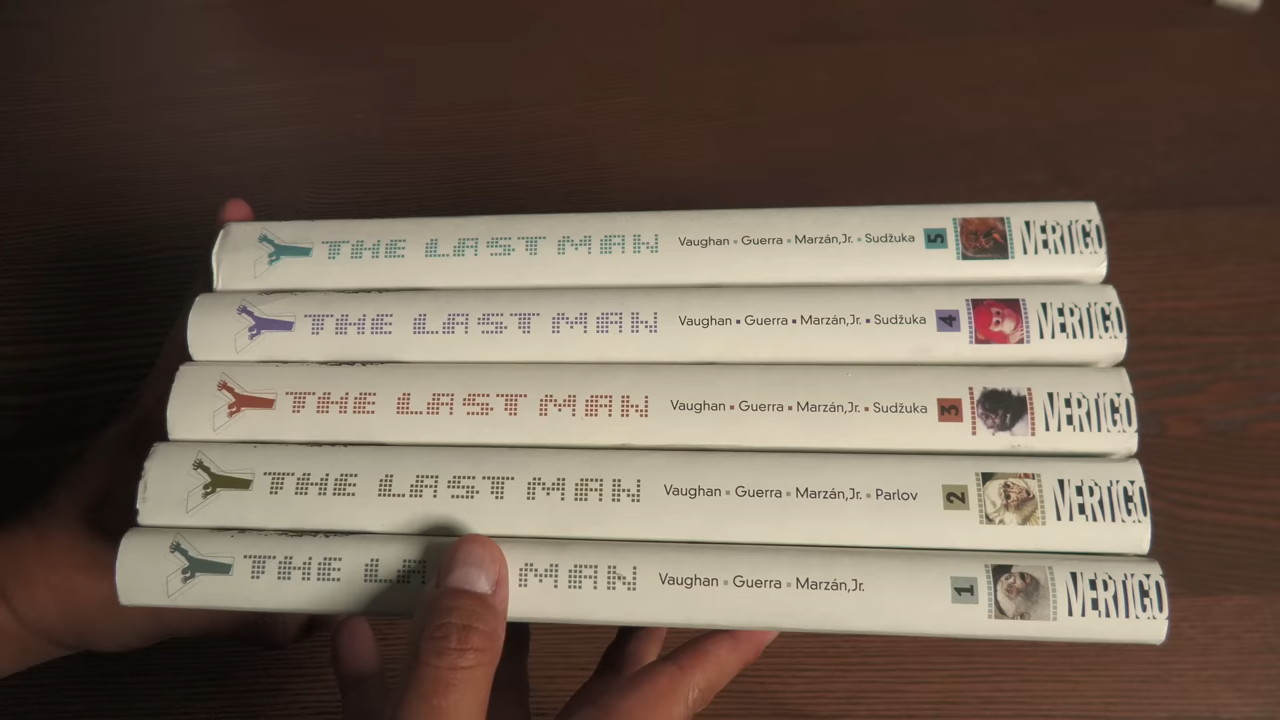 Y THE LAST MAN Vaughan ▪ Guerra ▪ Marzán,Jr. ▪ Sudžuka 5 VERTIGO
Y THE LAST MAN Vaughan ▪ Guerra ▪ Marzán,Jr. ▪ Sudžuka 4 VERTIGO
Y THE LAST MAN Vaughan ▪ Guerra ▪ Marzán,Jr. ▪ Sudžuka 3 VERTIGO
Y THE LAST MAN Vaughan ▪ Guerra ▪ Marzán,Jr. ▪ Parlov 2 VERTIGO
Y THE LA MAN Vaughan ▪ Guerra ▪ Marzán,Jr. 1 VERTIGO